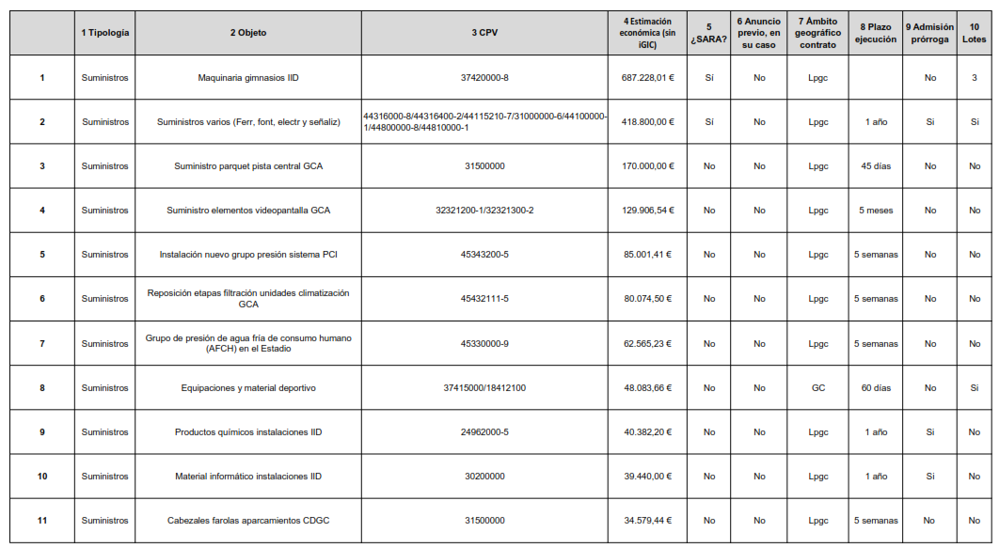 1 Tipología 2 Objeto 3 CPV 4 Estimación económica (sin iGIC) 5 ¿SARA? 6 Anuncio previo, en su caso 7 Ámbito geográfico contrato 8 Plazo ejecución 9 Admisión prórroga 10 Lotes
1 Suministros Maquinaria gimnasios IID 37420000-8 687.228,01 € Sí No Lpgc No 3
2 Suministros Suministros varios (Ferr, font, electr y señaliz) 44316000-8/44316400-2/44115210-7/31000000-6/44100000-1/44800000-8/44810000-1 418.800,00 € Sí No Lpgc 1 año Si Si
3 Suministros Suministro parquet pista central GCA 31500000 170.000,00 € No No Lpgc 45 días No No
4 Suministros Suministro elementos videopantalla GCA 32321200-1/32321300-2 129.906,54 € No No Lpgc 5 meses No No
5 Suministros Instalación nuevo grupo presión sistema PCI 45343200-5 85.001,41 € No No Lpgc 5 semanas No No
6 Suministros Reposición etapas filtración unidades climatización GCA 45432111-5 80.074,50 € No No Lpgc 5 semanas No No
7 Suministros Grupo de presión de agua fría de consumo humano (AFCH) en el Estadio 45330000-9 62.565,23 € No No Lpgc 5 semanas No No
8 Suministros Equipaciones y material deportivo 37415000/18412100 48.083,66 € No No GC 60 días No Si
9 Suministros Productos químicos instalaciones IID 24962000-5 40.382,20 € No No Lpgc 1 año Si No
10 Suministros Material informático instalaciones IID 30200000 39.440,00 € No No Lpgc 1 año Si No
11 Suministros Cabezales farolas aparcamientos CDGC 31500000 34.579,44 € No No Lpgc 5 semanas No No